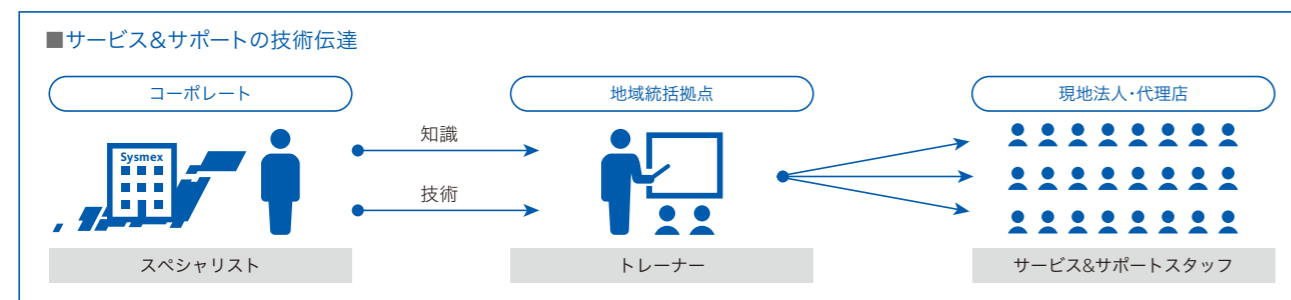 ■サービス&サポートの技術伝達
コーポレート
地域統括拠点
現地法人・代理店
Sysmex
知識
技術
スペシャリスト
トレーナー
サービス&サポートスタッフ